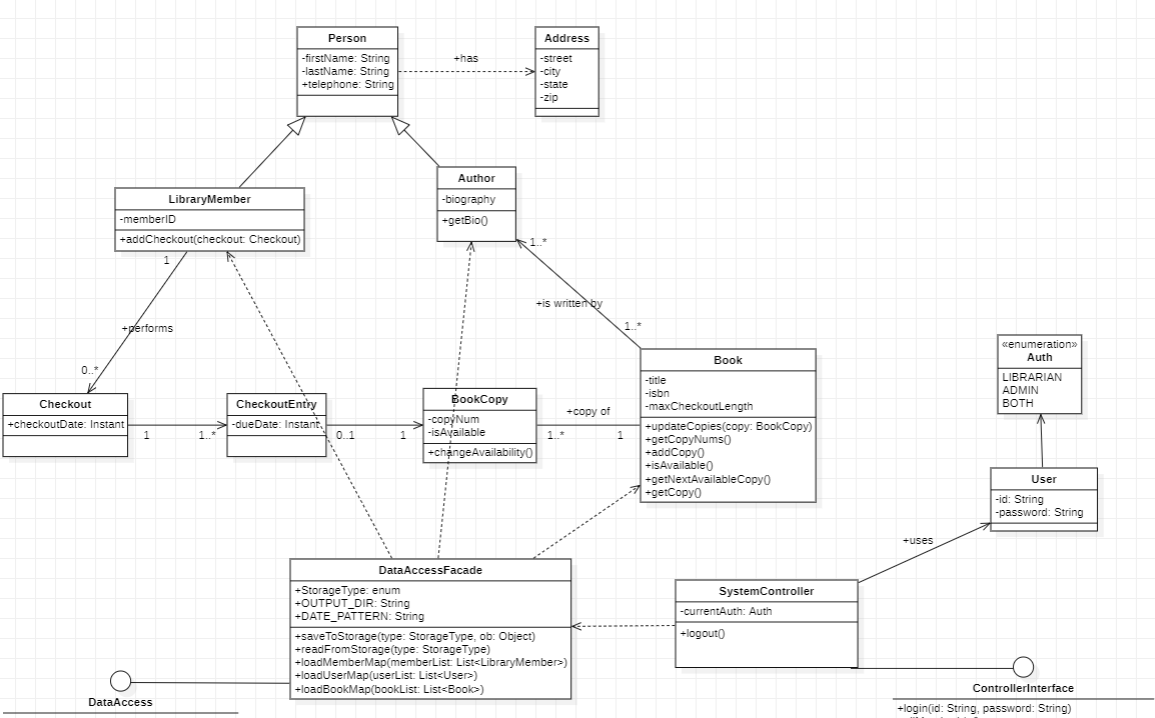 Person
-firstName: String
-lastName: String
+telephone: String
+has
Address
-street
-city
-state
-zip
LibraryMember
-memberID
+addCheckout(checkout: Checkout)
Author
-biography
+getBio()
1
+performs
0..*
1..*
+is written by
1..*
Checkout
+checkoutDate: Instant
1
1..*
CheckoutEntry
-dueDate: Instant
0..1
1
BookCopy
-copyNum
-isAvailable
+changeAvailability()
+copy of
1..*
1
Book
-title
-isbn
-maxCheckoutLength
+updateCopies(copy: BookCopy)
+getCopyNums()
+addCopy()
+isAvailable()
+getNextAvailableCopy()
+getCopy()
«enumeration»
Auth
LIBRARIAN
ADMIN
BOTH
User
-id: String
-password: String
+uses
DataAccessFacade
+StorageType: enum
+OUTPUT_DIR: String
+DATE_PATTERN: String
+saveToStorage(type: StorageType, ob: Object)
+readFromStorage(type: StorageType)
+loadMemberMap(memberList: List<LibraryMember>)
+loadUserMap(userList: List<User>)
+loadBookMap(bookList: List<Book>)
SystemController
-currentAuth: Auth
+logout()
DataAccess
ControllerInterface
+login(id: String, password: String)